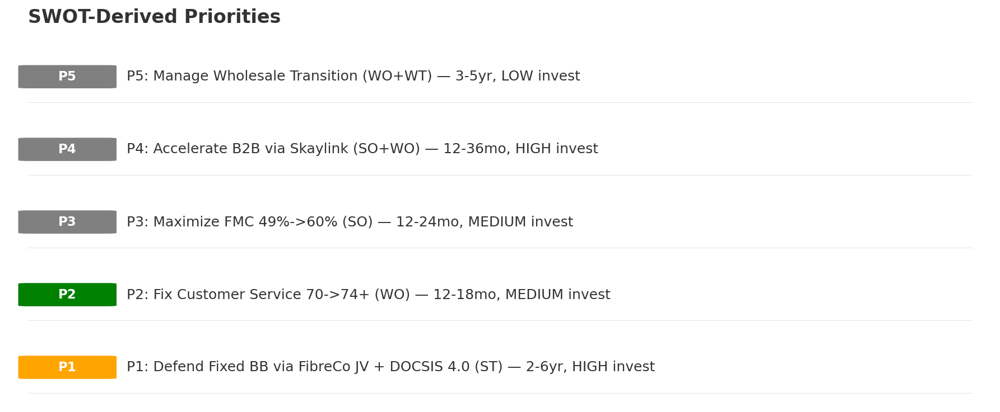 SWOT-Derived Priorities
P5 P5: Manage Wholesale Transition (WO+WT) — 3-5yr, LOW invest
P4 P4: Accelerate B2B via Skaylink (SO+WO) — 12-36mo, HIGH invest
P3 P3: Maximize FMC 49%->60% (SO) — 12-24mo, MEDIUM invest
P2 P2: Fix Customer Service 70->74+ (WO) — 12-18mo, MEDIUM invest
P1 P1: Defend Fixed BB via FibreCo JV + DOCSIS 4.0 (ST) — 2-6yr, HIGH invest